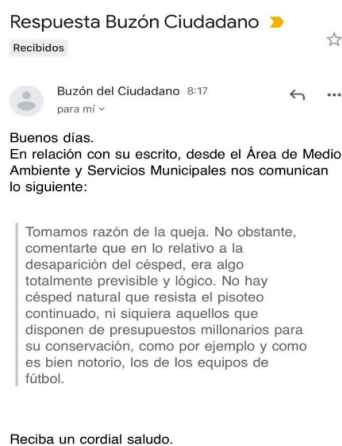 Respuesta Buzón Ciudadano
Recibidos
Buzón del Ciudadano 8:17
para mí
Buenos días.
En relación con su escrito, desde el Área de Medio
Ambiente y Servicios Municipales nos comunican
lo siguiente:
Tomamos razón de la queja. No obstante,
comentarte que en lo relativo a la
desaparición del césped, era algo
totalmente previsible y lógico. No hay
césped natural que resista el pisoteo
continuado, ni siquiera aquellos que
disponen de presupuestos millonarios para
su conservación, como por ejemplo y como
es bien notorio, los de los equipos de
fútbol.
Reciba un cordial saludo.